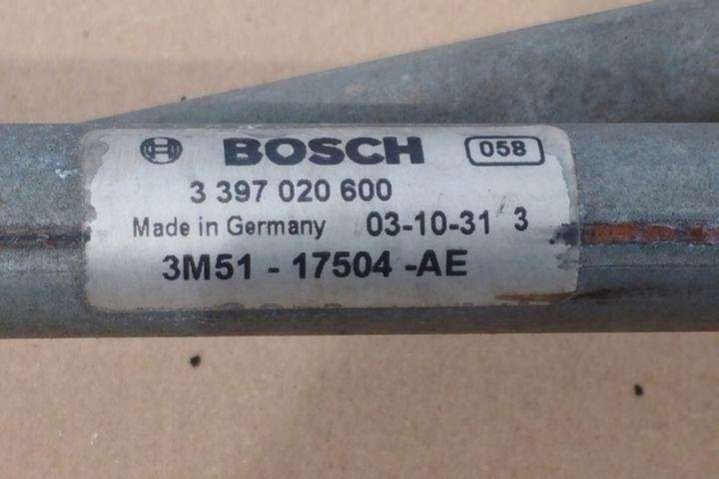 BOSCH 058
3 397 020 600
Made in Germany 03-10-31 3
3M51 - 17504 -AE